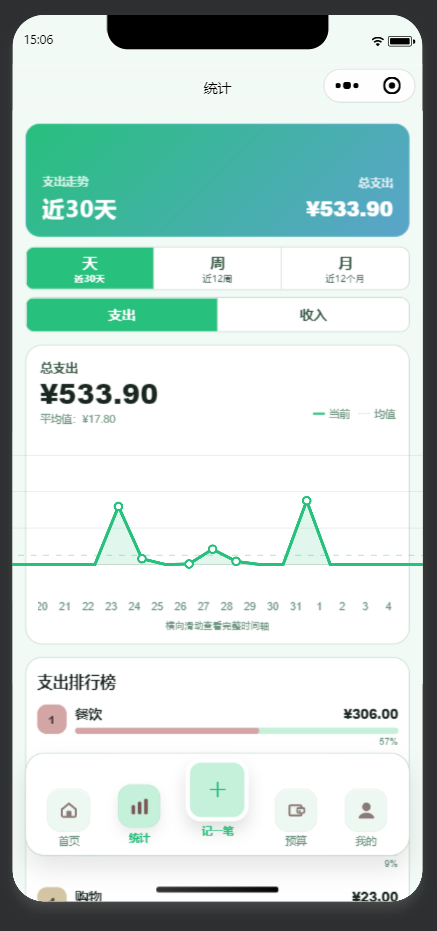 15:06
统计
支出走势
总支出
近30天
¥533.90
天
周
月
近30天
近12周
近12个月
支出
收入
总支出
¥533.90
平均值: ¥17.80
当前
均值
20 21 22 23 24 25 26 27 28 29 30 31 1 2 3 4
横向滑动查看完整时间轴
支出排行榜
1
餐饮
¥306.00
57%
首页
统计
记一笔
预算
我的
9%
4
购物
¥23.00